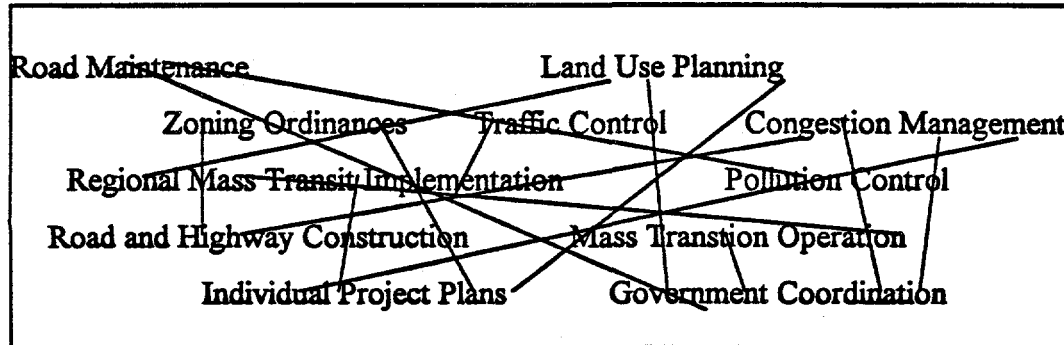 Road Maintenance Land Use Planning
Zoning Ordinances Traffic Control Congestion Management
Regional Mass Transit Implementation Pollution Control
Road and Highway Construction Mass Transtion Operation
Individual Project Plans Government Coordination